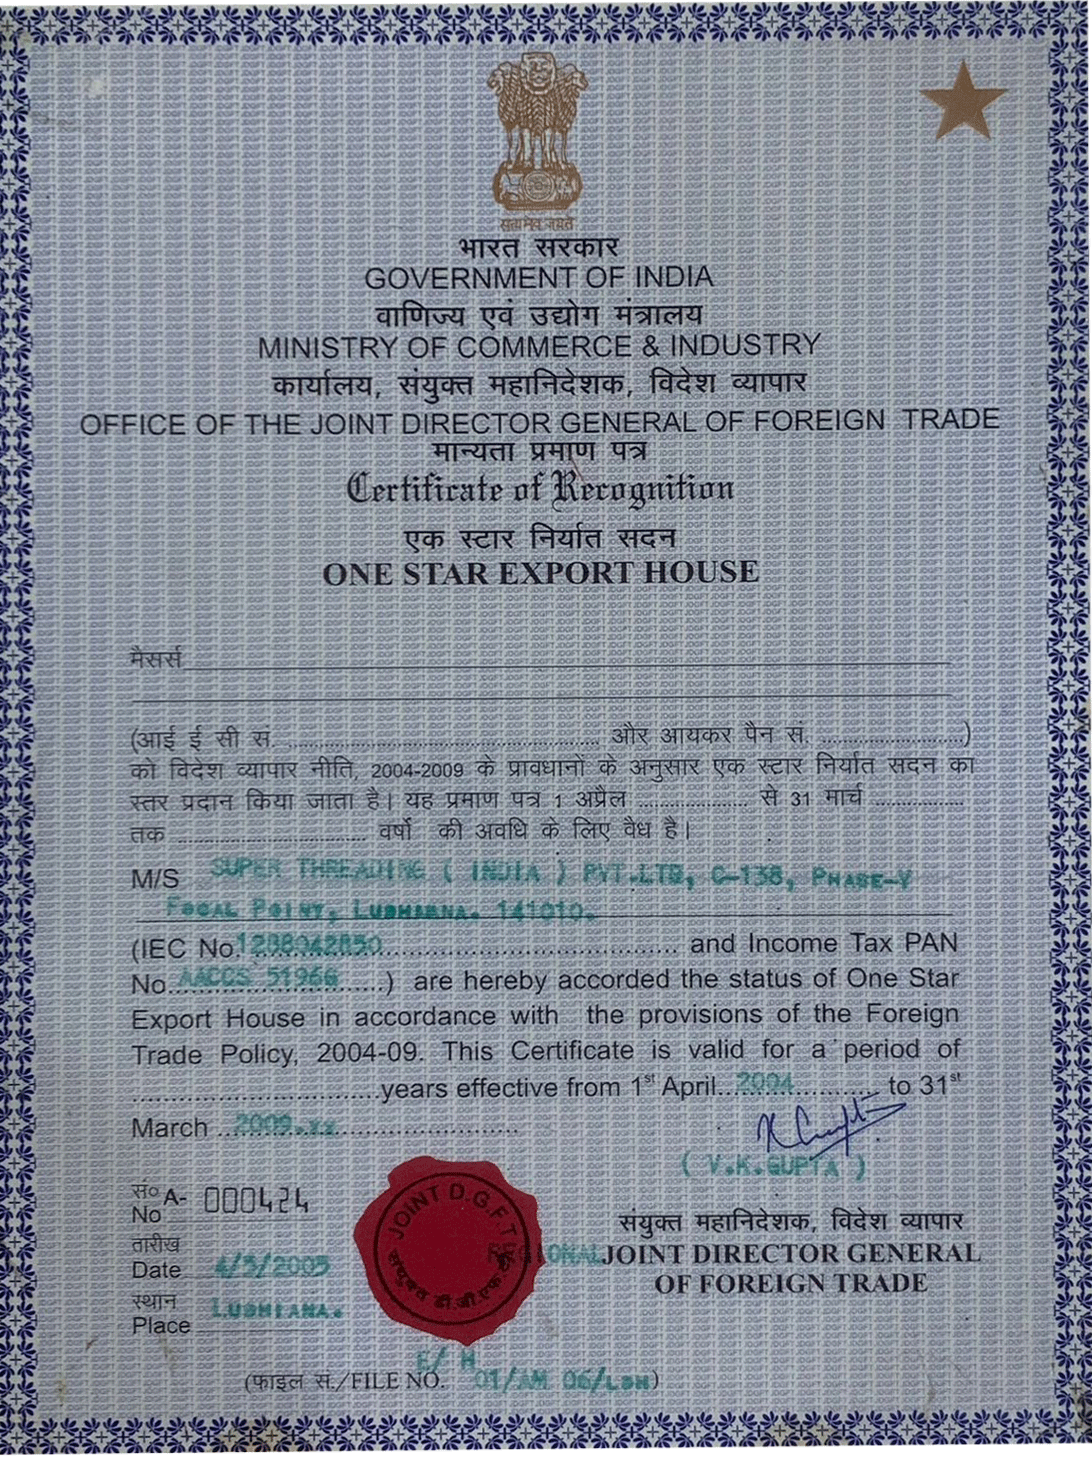 सत्यमेव जयते
भारत सरकार
GOVERNMENT OF INDIA
वाणिज्य एवं उद्योग मंत्रालय
MINISTRY OF COMMERCE & INDUSTRY
कार्यालय, संयुक्त महानिदेशक, विदेश व्यापार
OFFICE OF THE JOINT DIRECTOR GENERAL OF FOREIGN TRADE
मान्यता प्रमाण पत्र
Certificate of Recognition
एक स्टार निर्यात सदन
ONE STAR EXPORT HOUSE
मैसर्स
(आई ई सी सं. .......... और आयकर पैन सं. ..........)
को विदेश व्यापार नीति, 2004-2009 के प्रावधानों के अनुसार एक स्टार निर्यात सदन का
स्तर प्रदान किया जाता है। यह प्रमाण पत्र 1 अप्रैल .......... से 31 मार्च ..........
तक .......... वर्षो की अवधि के लिए वैध है।
M/S SUPER THREADING ( INDIA ) PVT.LTD, C-138, PHASE-V
FOCAL POINT, LUDHIANA. 141010.
(IEC No. .......... and Income Tax PAN
No. AACCS 5196G ..........) are hereby accorded the status of One Star
Export House in accordance with the provisions of the Foreign
Trade Policy, 2004-09. This Certificate is valid for a period of
..........years effective from 1st April..2004.......... to 31st
March ..2009.xx..........
( V.K.GUPTA )
सं० A- 000424
No
तारीख
Date 4/5/2005
स्थान
Place LUDHIANA.
JOINT D.G.F.T
संयुक्त डी.जी.एफ.टी
संयुक्त महानिदेशक, विदेश व्यापार
REGIONAL JOINT DIRECTOR GENERAL
OF FOREIGN TRADE
(फाइल सं./FILE NO. E/ H 01/AM 06/LDH)